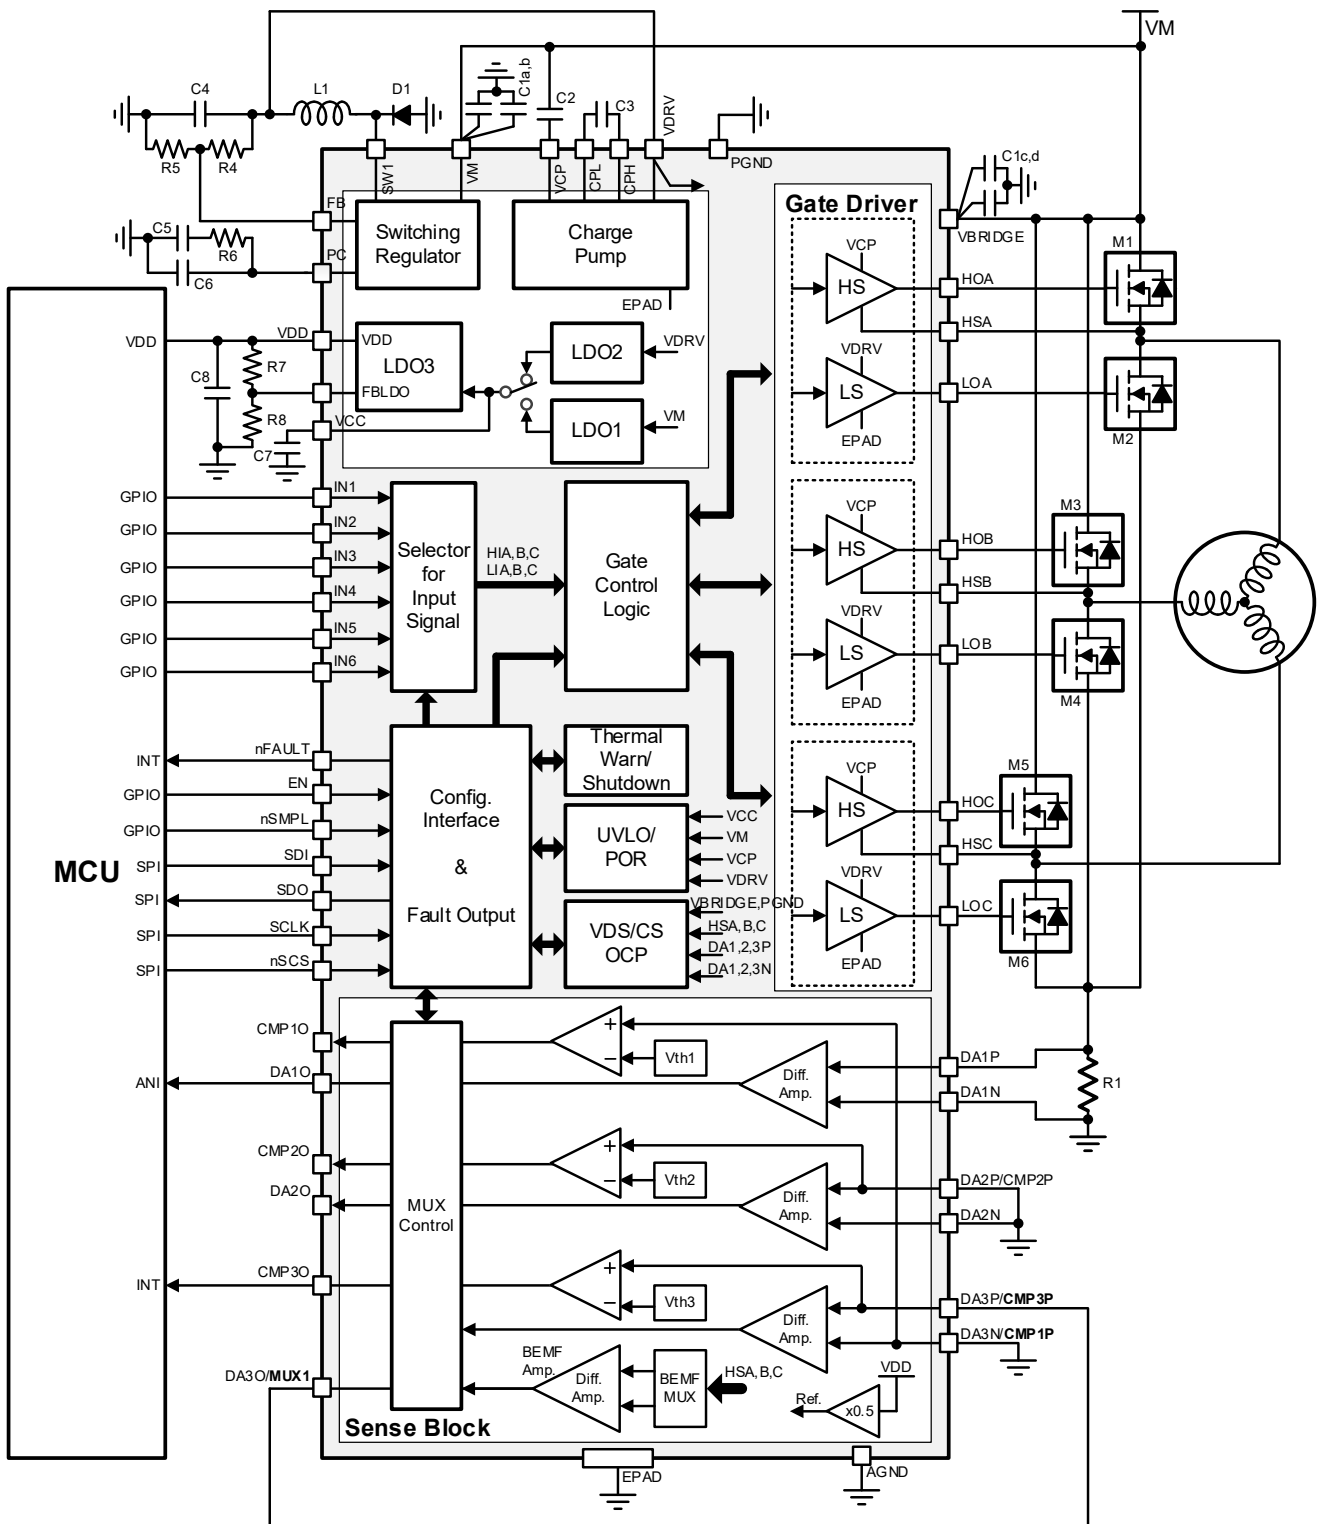 VM
C4
L1
D1
C1a,b
C2
C3
VDRV
R5
R4
SW1
VM
VCP
CPL
CPH
PGND
C1c,d
FB
Switching
Regulator
Charge
Pump
Gate Driver
VBRIDGE
C5
R6
PC
C6
EPAD
VCP
HS
HOA
M1
HSA
VDD
VDD
VDD
LDO3
FBLDO
LDO2
VDRV
VDRV
LS
LOA
EPAD
M2
C8
R7
R8
C7
VCC
LDO1
VM
GPIO
IN1
GPIO
IN2
GPIO
IN3
GPIO
IN4
GPIO
IN5
GPIO
IN6
Selector
for
Input
Signal
HIA,B,C
LIA,B,C
Gate
Control
Logic
VCP
HS
HOB
M3
HSB
VDRV
LS
LOB
EPAD
M4
INT
nFAULT
GPIO
EN
GPIO
nSMPL
MCU
SPI
SDI
SPI
SDO
SPI
SCLK
SPI
nSCS
Config.
Interface
&
Fault Output
Thermal
Warn/
Shutdown
UVLO/
POR
VCC
VM
VCP
VDRV
VDS/CS
OCP
VBRIDGE,PGND
HSA,B,C
DA1,2,3P
DA1,2,3N
VCP
HS
HOC
M5
HSC
VDRV
LS
LOC
EPAD
M6
CMP1O
ANI
DA1O
+
−
Vth1
Diff.
Amp.
DA1P
DA1N
R1
CMP2O
DA2O
MUX
Control
+
−
Vth2
Diff.
Amp.
DA2P/CMP2P
DA2N
INT
CMP3O
+
−
Vth3
Diff.
Amp.
DA3P/CMP3P
DA3N/CMP1P
DA3O/MUX1
BEMF
Amp.
Diff.
Amp.
BEMF
MUX
HSA,B,C
VDD
Ref.
x0.5
Sense Block
EPAD
AGND